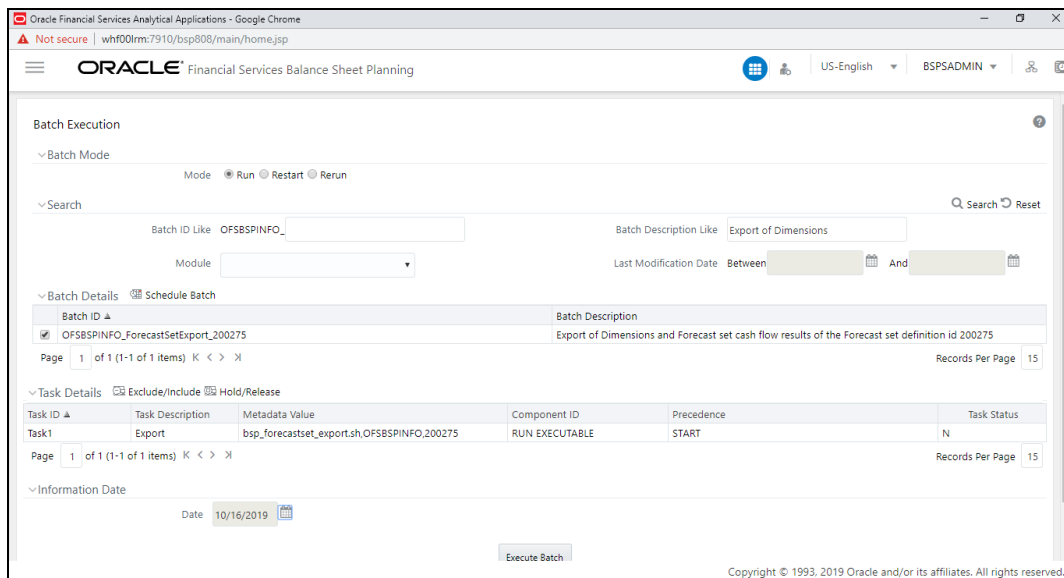 Oracle Financial Services Analytical Applications - Google Chrome
Not secure | whf00lrm:7910/bsp808/main/home.jsp
ORACLE® Financial Services Balance Sheet Planning US-English BSPSADMIN
Batch Execution
Batch Mode
Mode Run Restart Rerun
Search Search Reset
Batch ID Like OFSBSPINFO_ Batch Description Like Export of Dimensions
Module Last Modification Date Between And
Batch Details Schedule Batch
Batch ID Batch Description
OFSBSPINFO_ForecastSetExport_200275 Export of Dimensions and Forecast set cash flow results of the Forecast set definition id 200275
Page 1 of 1 (1-1 of 1 items) Records Per Page 15
Task Details Exclude/Include Hold/Release
Task ID Task Description Metadata Value Component ID Precedence Task Status
Task1 Export bsp_forecastset_export.sh,OFSBSPINFO,200275 RUN EXECUTABLE START N
Page 1 of 1 (1-1 of 1 items) Records Per Page 15
Information Date
Date 10/16/2019
Execute Batch
Copyright © 1993, 2019 Oracle and/or its affiliates. All rights reserved.